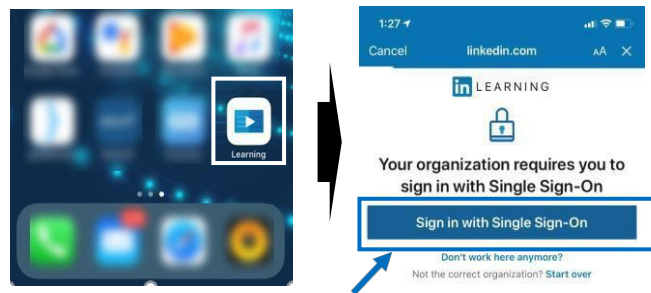 Learning
1:27
Cancel linkedin.com AA ×
in LEARNING
Your organization requires you to
sign in with Single Sign-On
Sign in with Single Sign-On
Don't work here anymore?
Not the correct organization? Start over